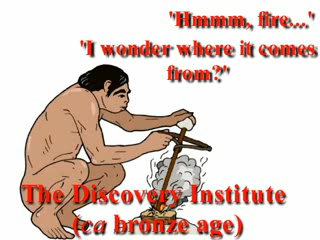 'Hmmm, fire...'
'I wonder where it comes
from?'
The Discovery Institute
(ca bronze age)